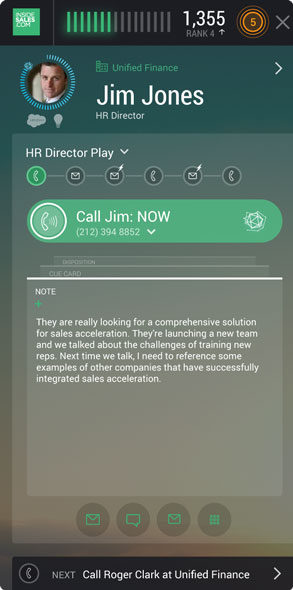 INSIDE
SALES
.COM
1,355
RANK 4 ↑
5
Unified Finance
Jim Jones
HR Director
HR Director Play
Call Jim: NOW
(212) 394 8852
DISPOSITION
CUE CARD
NOTE
+
They are really looking for a comprehensive solution
for sales acceleration. They're launching a new team
and we talked about the challenges of training new
reps. Next time we talk, I need to reference some
examples of other companies that have successfully
integrated sales acceleration.
NEXT Call Roger Clark at Unified Finance